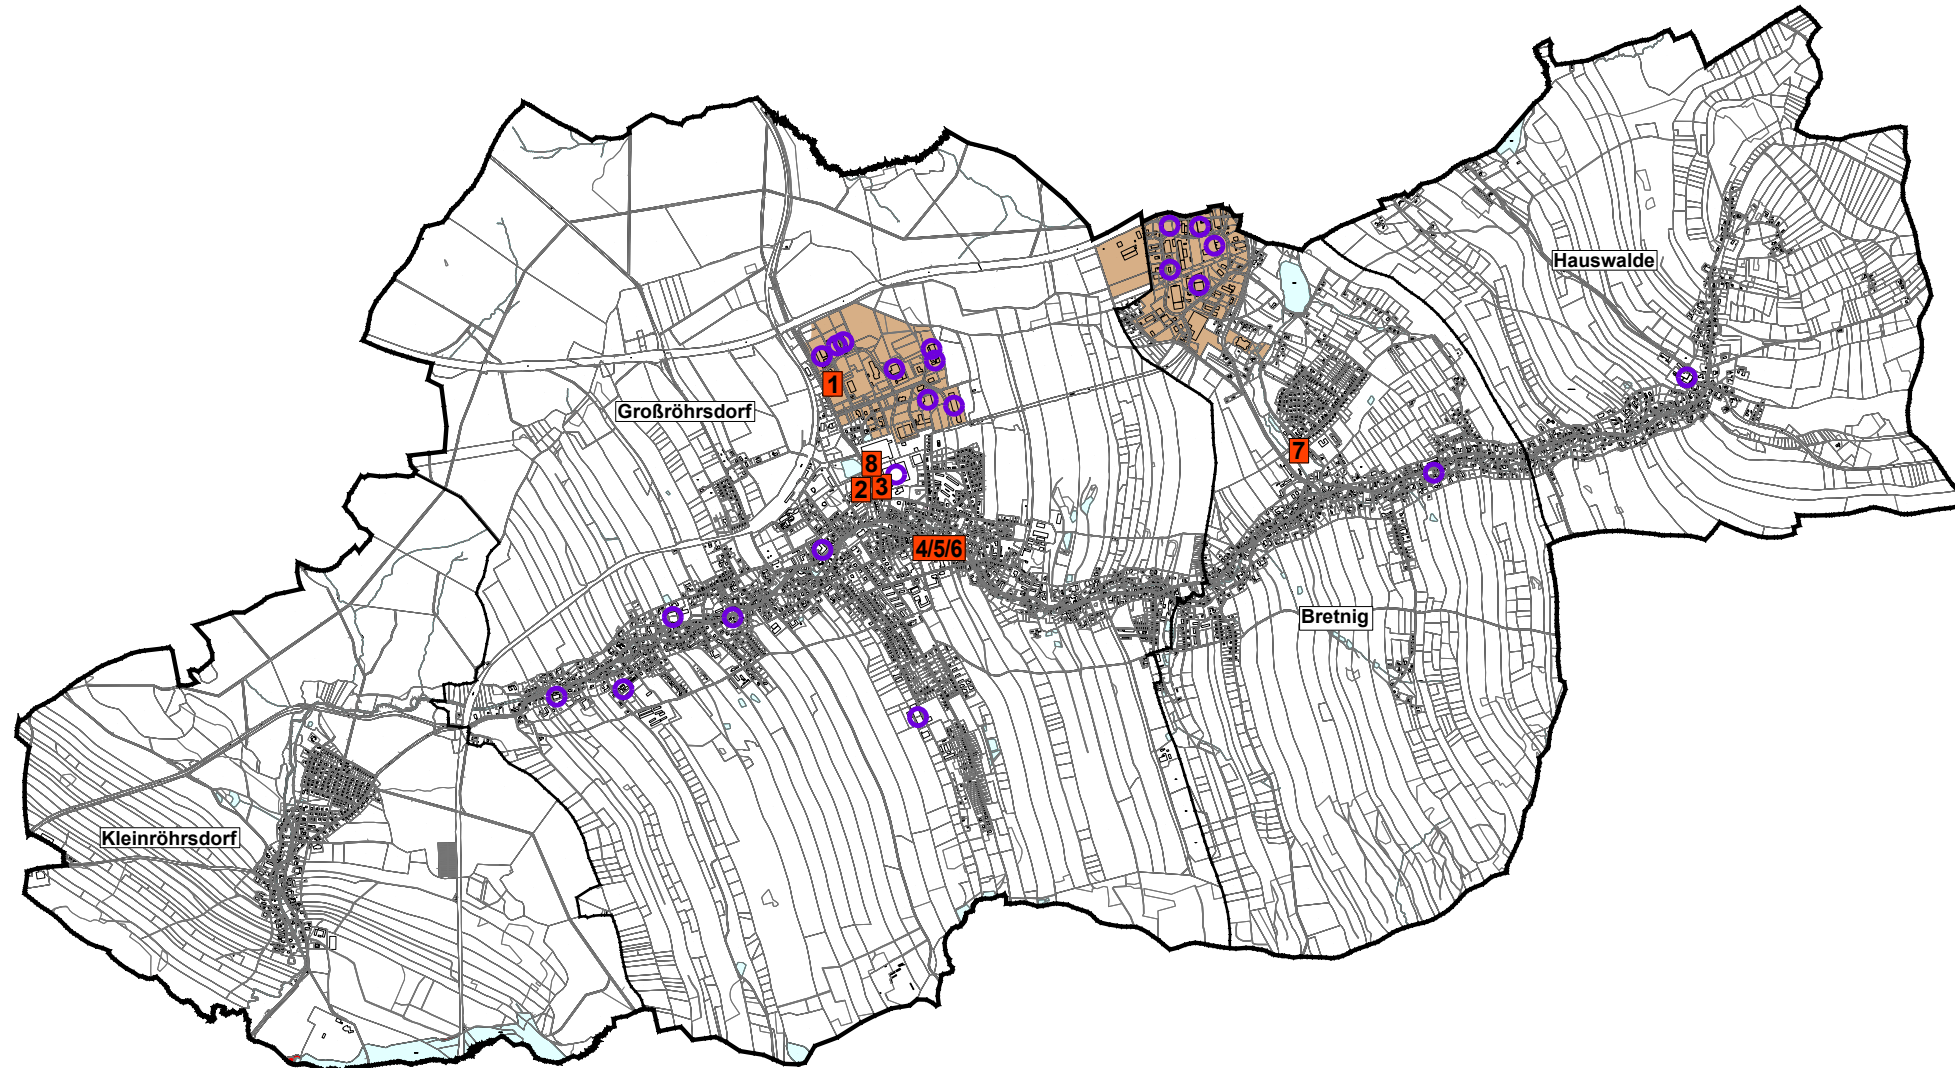 Hauswalde
1
Großröhrsdorf
7
8
2
3
4/5/6
Bretnig
Kleinröhrsdorf